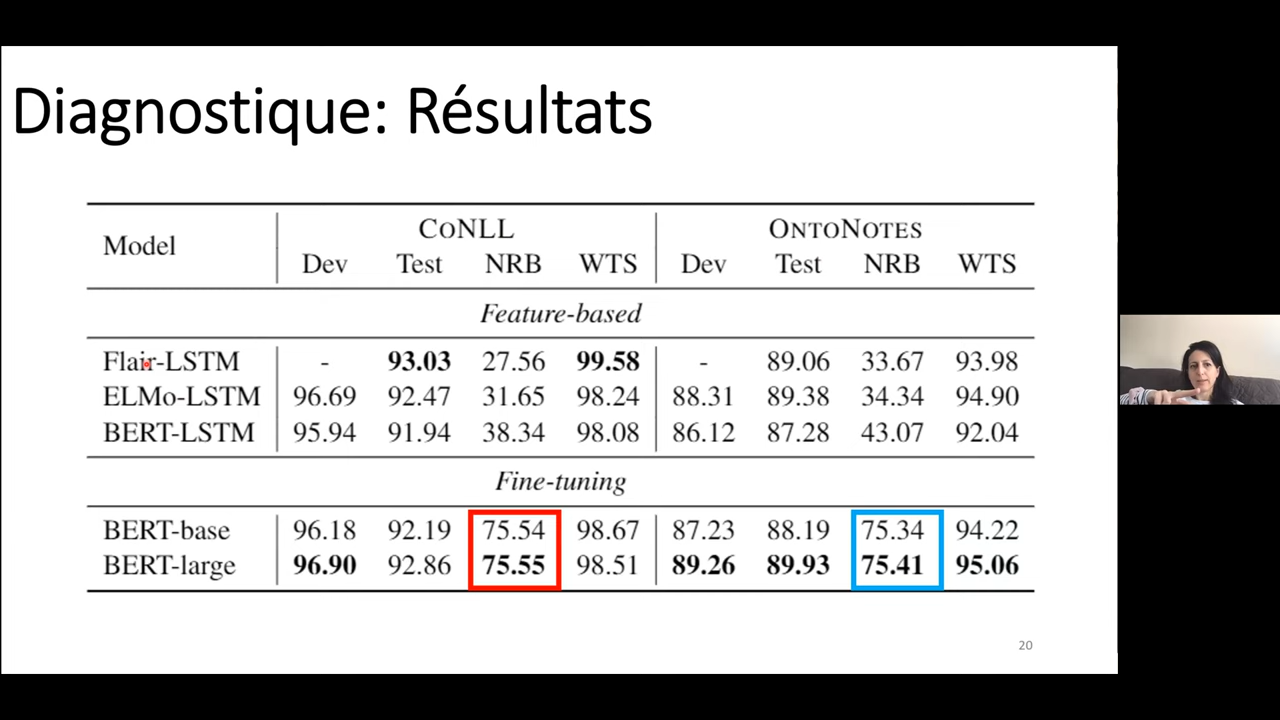 Diagnostique: Résultats
Model CONLL ONTONOTES
Dev Test NRB WTS Dev Test NRB WTS
Feature-based
Flair-LSTM - 93.03 27.56 99.58 - 89.06 33.67 93.98
ELMo-LSTM 96.69 92.47 31.65 98.24 88.31 89.38 34.34 94.90
BERT-LSTM 95.94 91.94 38.34 98.08 86.12 87.28 43.07 92.04
Fine-tuning
BERT-base 96.18 92.19 75.54 98.67 87.23 88.19 75.34 94.22
BERT-large 96.90 92.86 75.55 98.51 89.26 89.93 75.41 95.06
20